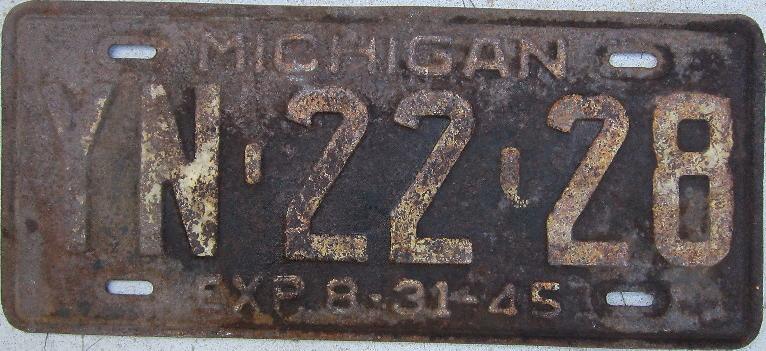 MICHIGAN
YN-22-28
EXP. 8-31-45